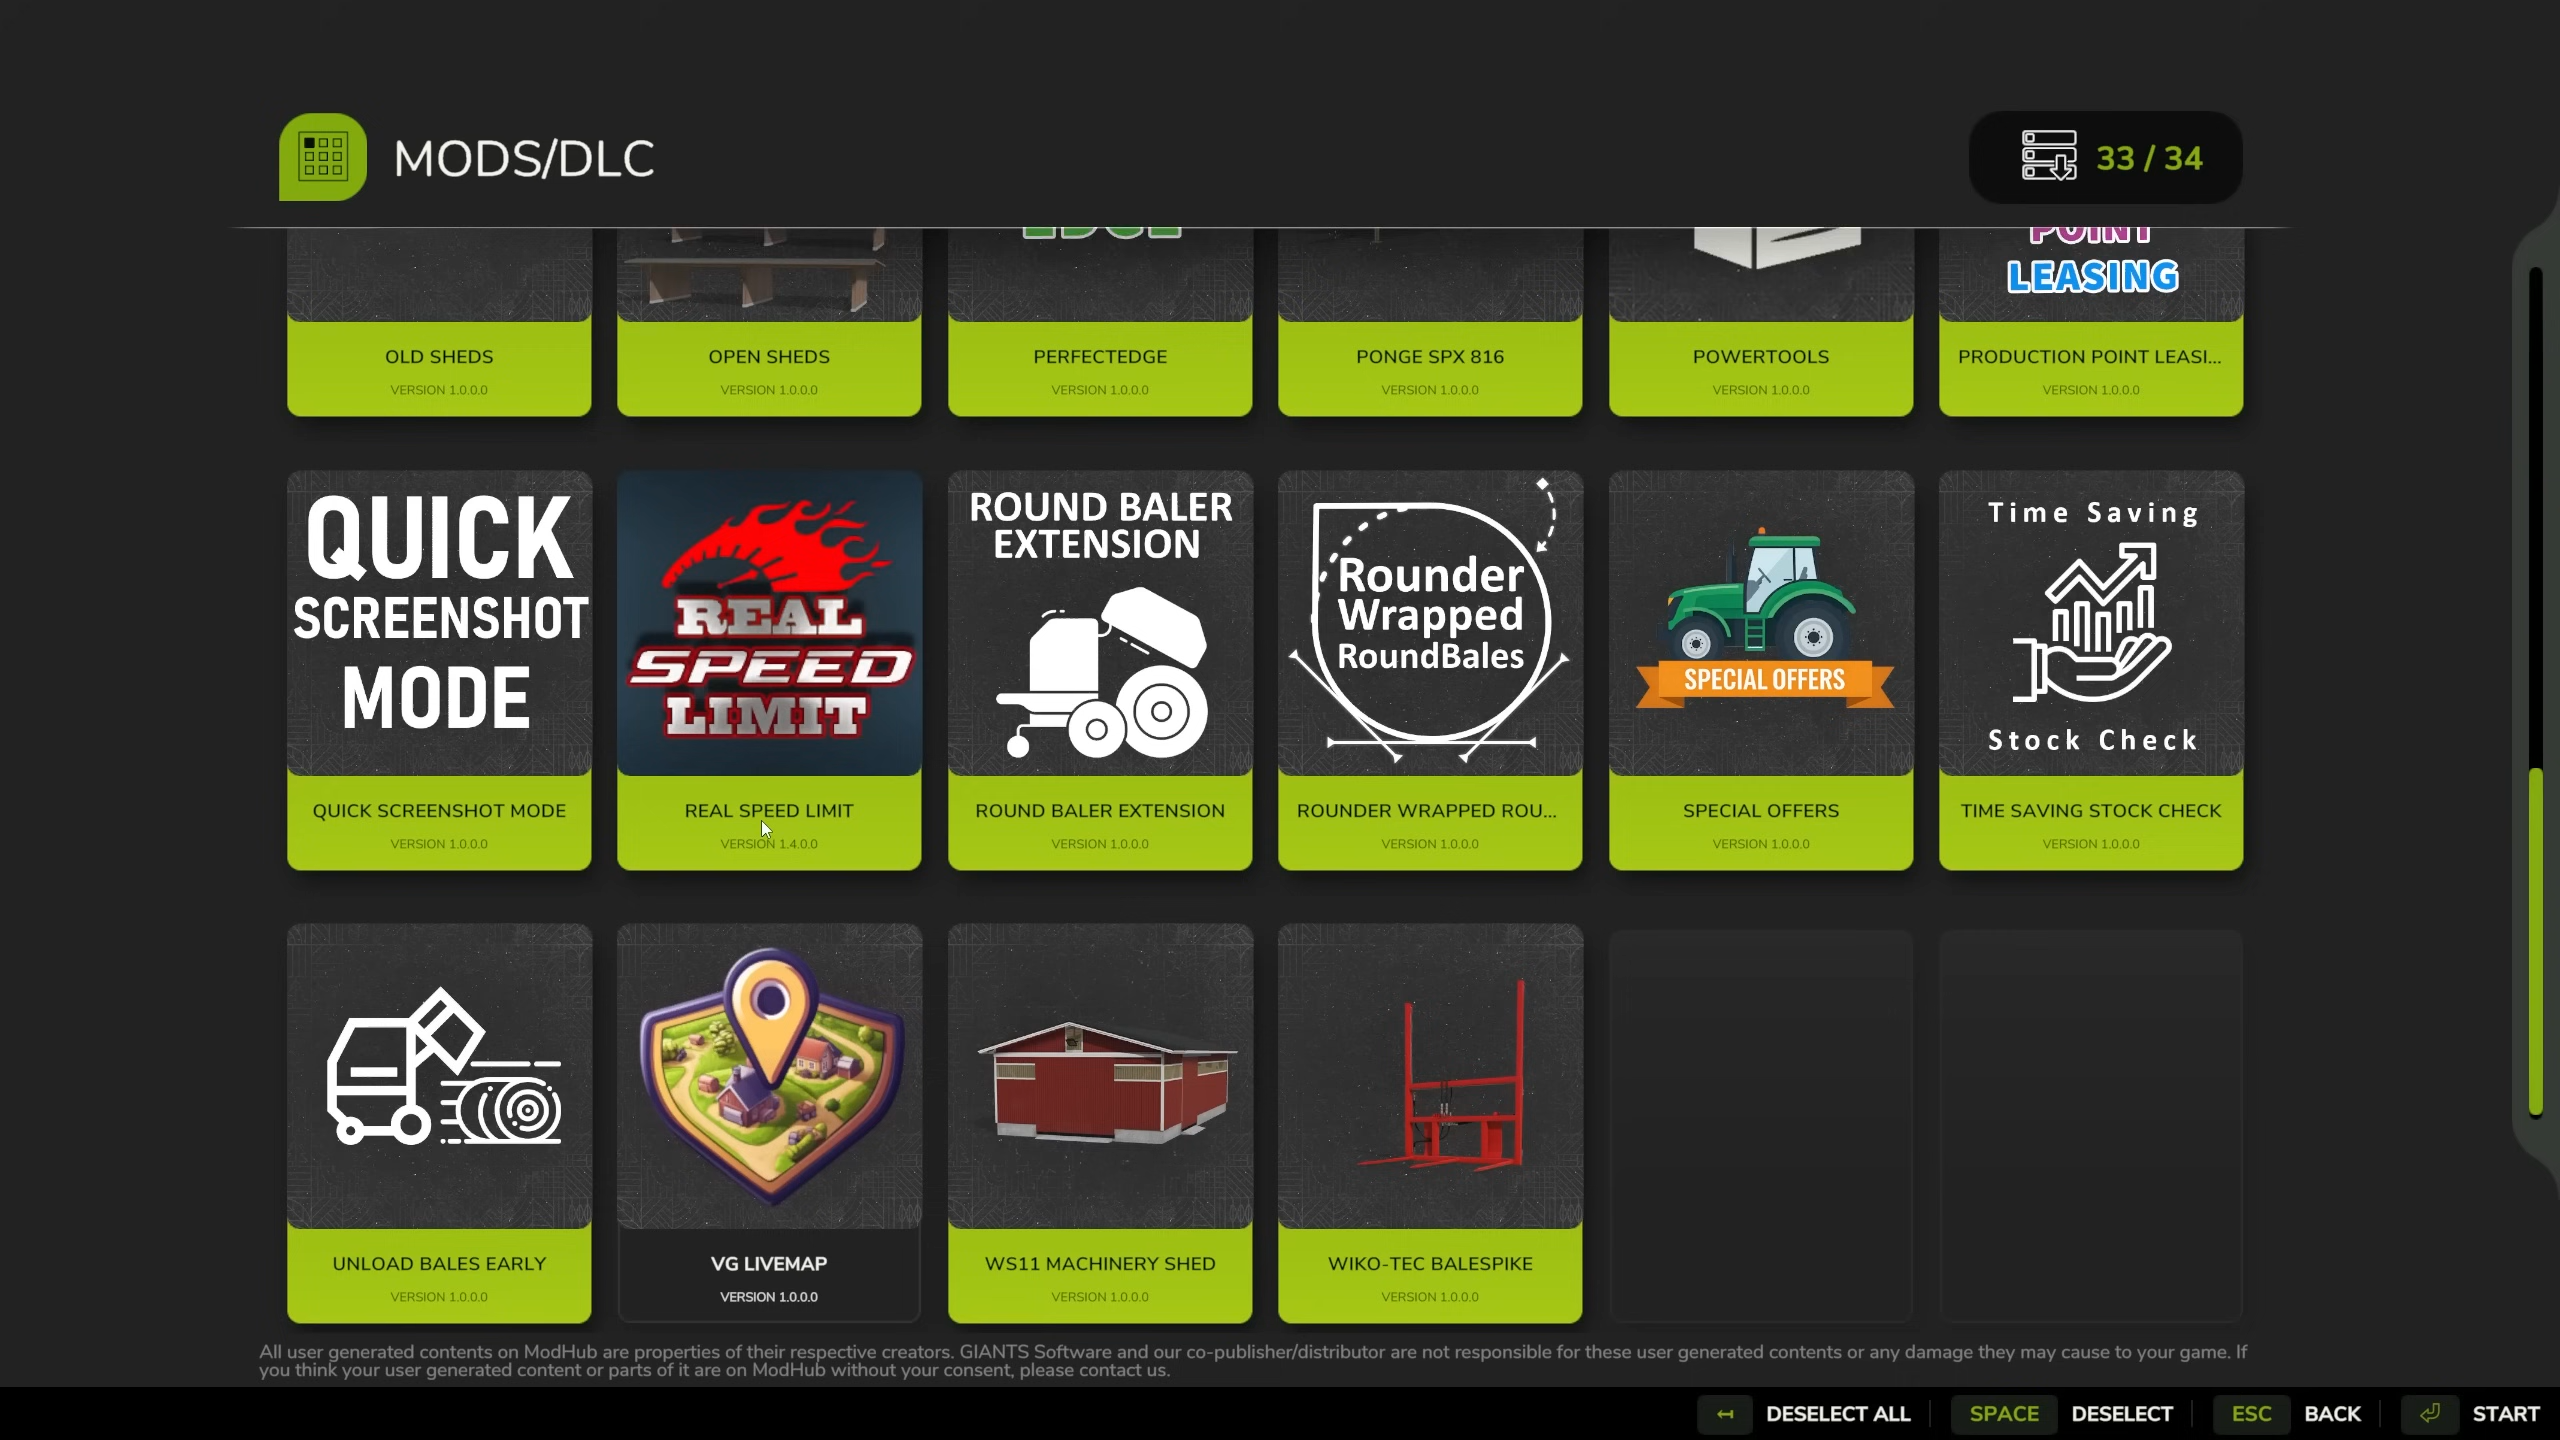 MODS/DLC
33 / 34
POINT
LEASING
OLD SHEDS
VERSION 1.0.0.0
OPEN SHEDS
VERSION 1.0.0.0
PERFECTEDGE
VERSION 1.0.0.0
PONGE SPX 816
VERSION 1.0.0.0
POWERTOOLS
VERSION 1.0.0.0
PRODUCTION POINT LEASI...
VERSION 1.0.0.0
QUICK
SCREENSHOT
MODE
QUICK SCREENSHOT MODE
VERSION 1.0.0.0
REAL
SPEED
LIMIT
REAL SPEED LIMIT
VERSION 1.4.0.0
ROUND BALER
EXTENSION
ROUND BALER EXTENSION
VERSION 1.0.0.0
Rounder
Wrapped
RoundBales
ROUNDER WRAPPED ROU...
VERSION 1.0.0.0
SPECIAL OFFERS
SPECIAL OFFERS
VERSION 1.0.0.0
Time Saving
Stock Check
TIME SAVING STOCK CHECK
VERSION 1.0.0.0
UNLOAD BALES EARLY
VERSION 1.0.0.0
VG LIVEMAP
VERSION 1.0.0.0
WS11 MACHINERY SHED
VERSION 1.0.0.0
WIKO-TEC BALESPIKE
VERSION 1.0.0.0
All user generated contents on ModHub are properties of their respective creators. GIANTS Software and our co-publisher/distributor are not responsible for these user generated contents or any damage they may cause to your game. If
you think your user generated content or parts of it are on ModHub without your consent, please contact us.
DESELECT ALL
SPACE DESELECT
ESC BACK
START